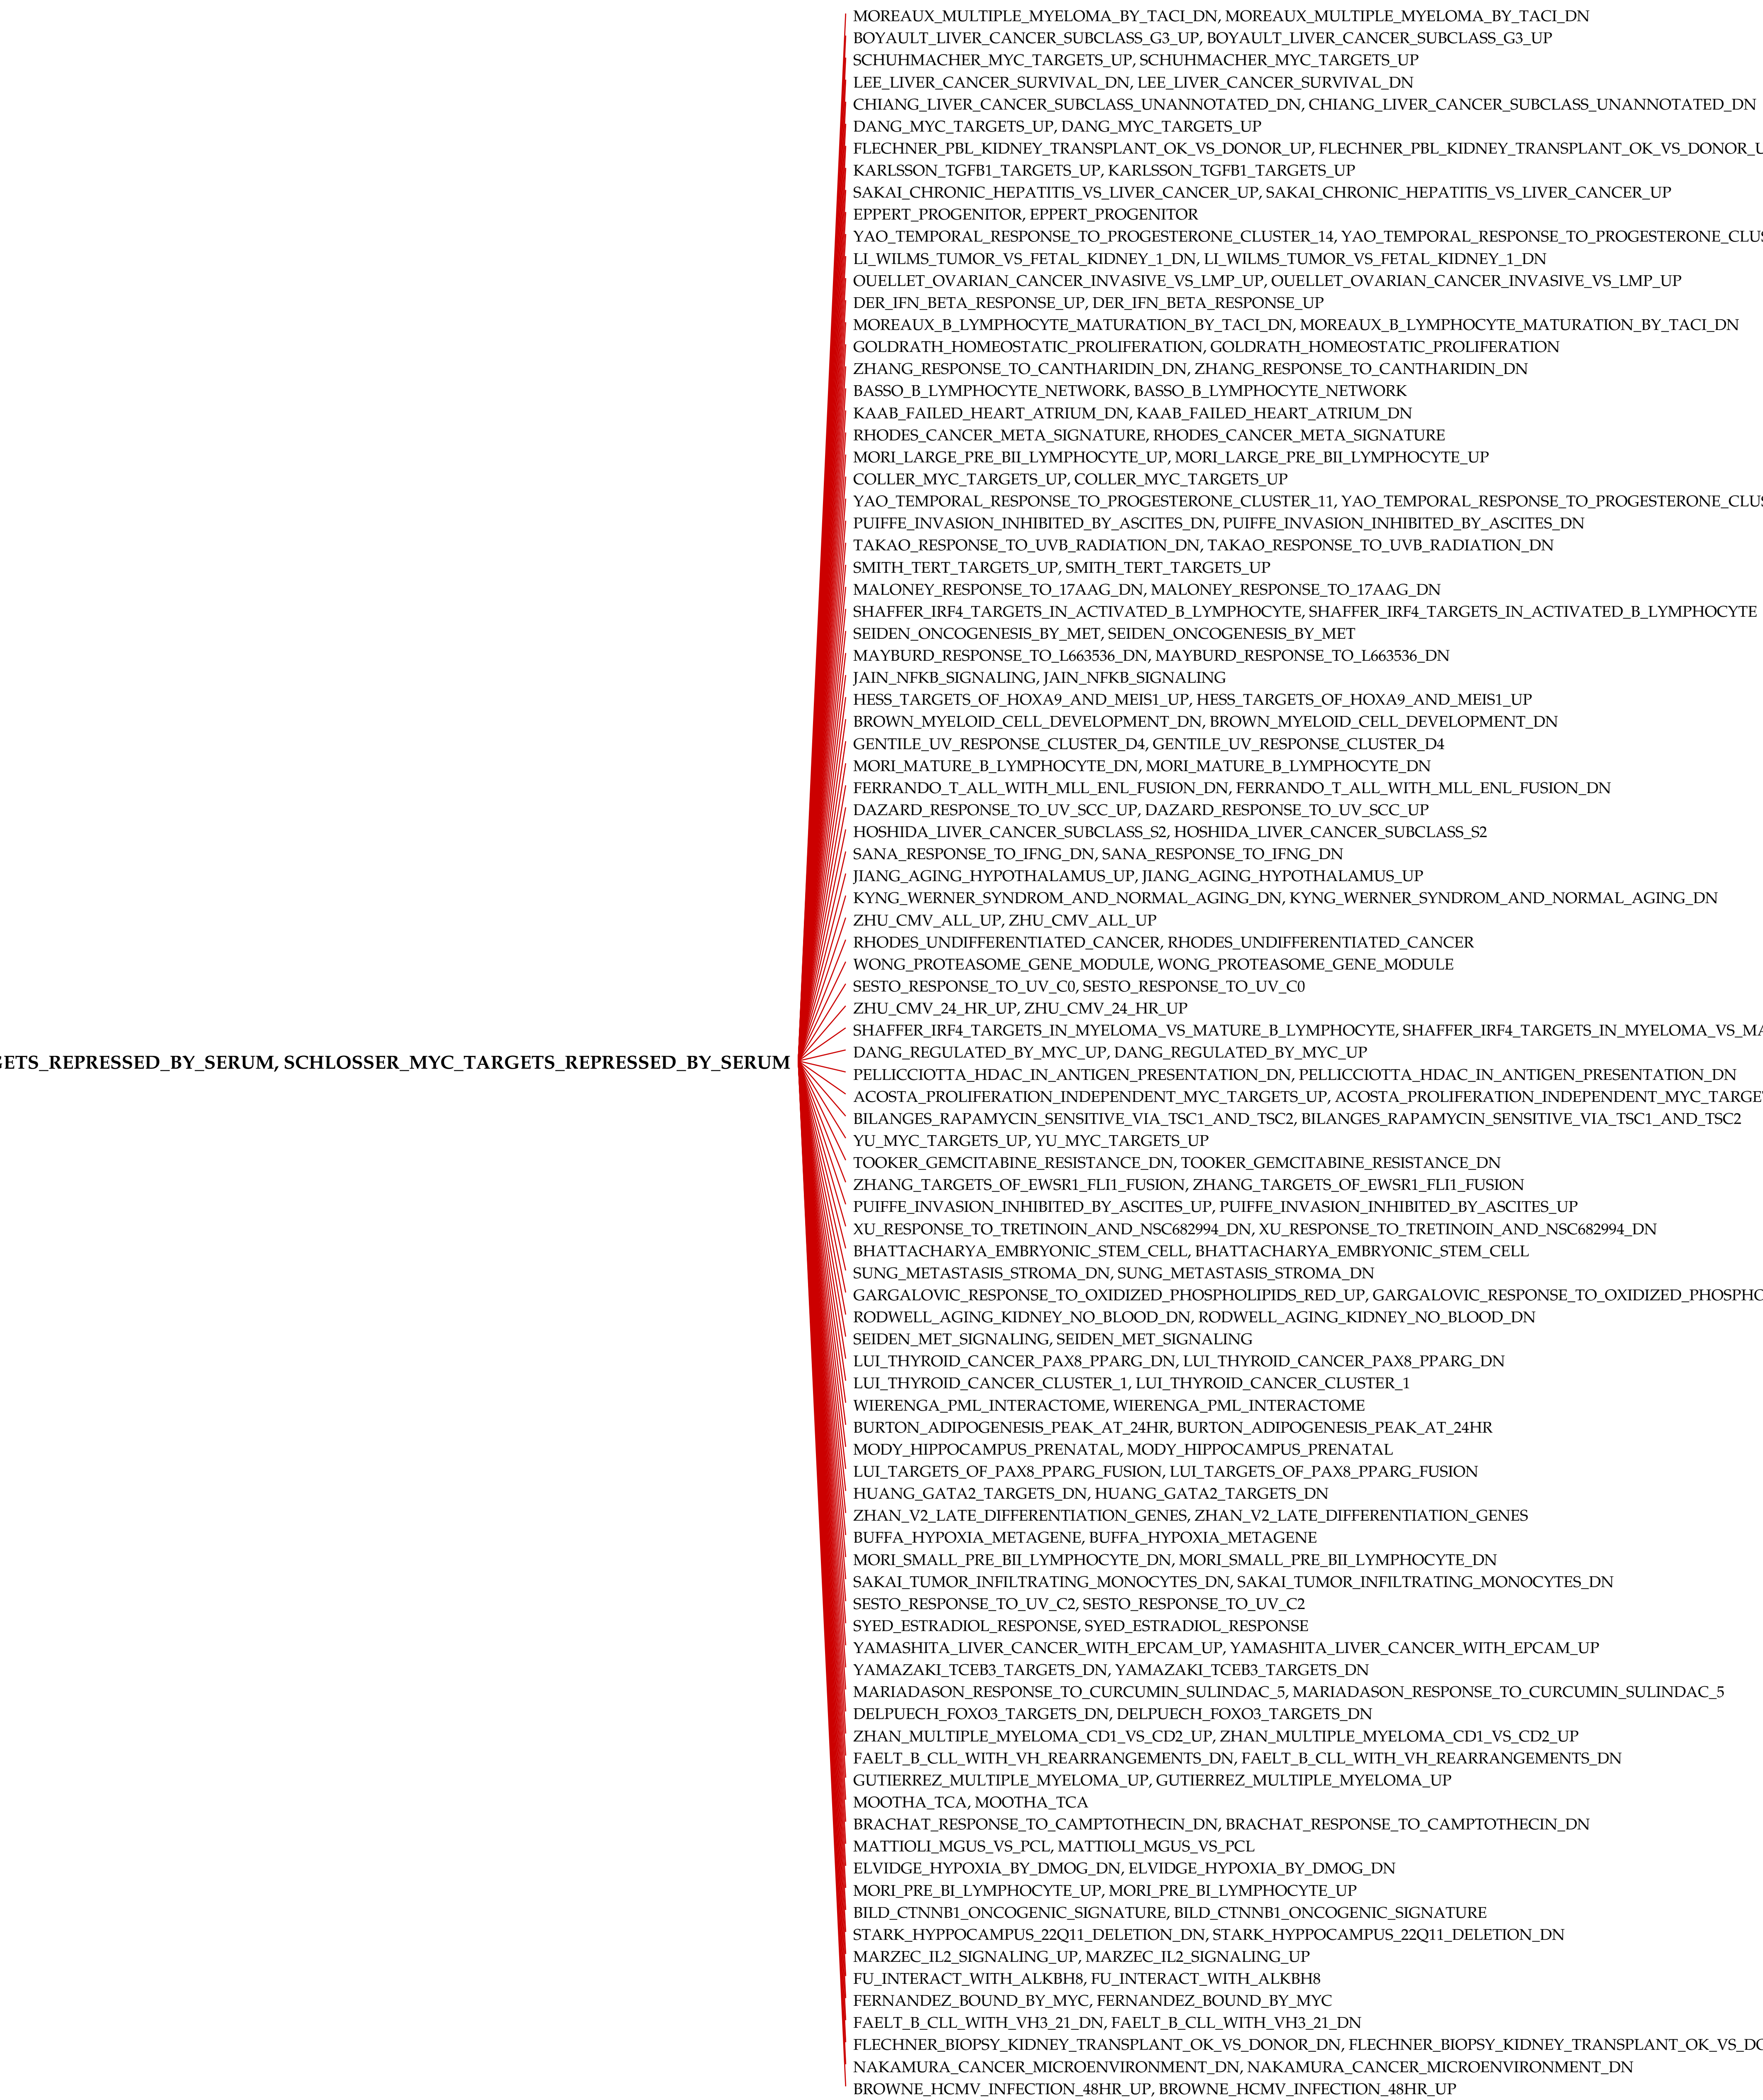 MOREAUX_MULTIPLE_MYELOMA_BY_TACI_DN, MOREAUX_MULTIPLE_MYELOMA_BY_TACI_DN
BOYAULT_LIVER_CANCER_SUBCLASS_G3_UP, BOYAULT_LIVER_CANCER_SUBCLASS_G3_UP
SCHUHMACHER_MYC_TARGETS_UP, SCHUHMACHER_MYC_TARGETS_UP
LEE_LIVER_CANCER_SURVIVAL_DN, LEE_LIVER_CANCER_SURVIVAL_DN
CHIANG_LIVER_CANCER_SUBCLASS_UNANNOTATED_DN, CHIANG_LIVER_CANCER_SUBCLASS_UNANNOTATED_DN
DANG_MYC_TARGETS_UP, DANG_MYC_TARGETS_UP
FLECHNER_PBL_KIDNEY_TRANSPLANT_OK_VS_DONOR_UP, FLECHNER_PBL_KIDNEY_TRANSPLANT_OK_VS_DONOR_U
KARLSSON_TGFB1_TARGETS_UP, KARLSSON_TGFB1_TARGETS_UP
SAKAI_CHRONIC_HEPATITIS_VS_LIVER_CANCER_UP, SAKAI_CHRONIC_HEPATITIS_VS_LIVER_CANCER_UP
EPPERT_PROGENITOR, EPPERT_PROGENITOR
YAO_TEMPORAL_RESPONSE_TO_PROGESTERONE_CLUSTER_14, YAO_TEMPORAL_RESPONSE_TO_PROGESTERONE_CLUS
LI_WILMS_TUMOR_VS_FETAL_KIDNEY_1_DN, LI_WILMS_TUMOR_VS_FETAL_KIDNEY_1_DN
OUELLET_OVARIAN_CANCER_INVASIVE_VS_LMP_UP, OUELLET_OVARIAN_CANCER_INVASIVE_VS_LMP_UP
DER_IFN_BETA_RESPONSE_UP, DER_IFN_BETA_RESPONSE_UP
MOREAUX_B_LYMPHOCYTE_MATURATION_BY_TACI_DN, MOREAUX_B_LYMPHOCYTE_MATURATION_BY_TACI_DN
GOLDRATH_HOMEOSTATIC_PROLIFERATION, GOLDRATH_HOMEOSTATIC_PROLIFERATION
ZHANG_RESPONSE_TO_CANTHARIDIN_DN, ZHANG_RESPONSE_TO_CANTHARIDIN_DN
BASSO_B_LYMPHOCYTE_NETWORK, BASSO_B_LYMPHOCYTE_NETWORK
KAAB_FAILED_HEART_ATRIUM_DN, KAAB_FAILED_HEART_ATRIUM_DN
RHODES_CANCER_META_SIGNATURE, RHODES_CANCER_META_SIGNATURE
MORI_LARGE_PRE_BII_LYMPHOCYTE_UP, MORI_LARGE_PRE_BII_LYMPHOCYTE_UP
COLLER_MYC_TARGETS_UP, COLLER_MYC_TARGETS_UP
YAO_TEMPORAL_RESPONSE_TO_PROGESTERONE_CLUSTER_11, YAO_TEMPORAL_RESPONSE_TO_PROGESTERONE_CLUS
PUIFFE_INVASION_INHIBITED_BY_ASCITES_DN, PUIFFE_INVASION_INHIBITED_BY_ASCITES_DN
TAKAO_RESPONSE_TO_UVB_RADIATION_DN, TAKAO_RESPONSE_TO_UVB_RADIATION_DN
SMITH_TERT_TARGETS_UP, SMITH_TERT_TARGETS_UP
MALONEY_RESPONSE_TO_17AAG_DN, MALONEY_RESPONSE_TO_17AAG_DN
SHAFFER_IRF4_TARGETS_IN_ACTIVATED_B_LYMPHOCYTE, SHAFFER_IRF4_TARGETS_IN_ACTIVATED_B_LYMPHOCYTE
SEIDEN_ONCOGENESIS_BY_MET, SEIDEN_ONCOGENESIS_BY_MET
MAYBURD_RESPONSE_TO_L663536_DN, MAYBURD_RESPONSE_TO_L663536_DN
JAIN_NFKB_SIGNALING, JAIN_NFKB_SIGNALING
HESS_TARGETS_OF_HOXA9_AND_MEIS1_UP, HESS_TARGETS_OF_HOXA9_AND_MEIS1_UP
BROWN_MYELOID_CELL_DEVELOPMENT_DN, BROWN_MYELOID_CELL_DEVELOPMENT_DN
GENTILE_UV_RESPONSE_CLUSTER_D4, GENTILE_UV_RESPONSE_CLUSTER_D4
MORI_MATURE_B_LYMPHOCYTE_DN, MORI_MATURE_B_LYMPHOCYTE_DN
FERRANDO_T_ALL_WITH_MLL_ENL_FUSION_DN, FERRANDO_T_ALL_WITH_MLL_ENL_FUSION_DN
DAZARD_RESPONSE_TO_UV_SCC_UP, DAZARD_RESPONSE_TO_UV_SCC_UP
HOSHIDA_LIVER_CANCER_SUBCLASS_S2, HOSHIDA_LIVER_CANCER_SUBCLASS_S2
SANA_RESPONSE_TO_IFNG_DN, SANA_RESPONSE_TO_IFNG_DN
JIANG_AGING_HYPOTHALAMUS_UP, JIANG_AGING_HYPOTHALAMUS_UP
KYNG_WERNER_SYNDROM_AND_NORMAL_AGING_DN, KYNG_WERNER_SYNDROM_AND_NORMAL_AGING_DN
ZHU_CMV_ALL_UP, ZHU_CMV_ALL_UP
RHODES_UNDIFFERENTIATED_CANCER, RHODES_UNDIFFERENTIATED_CANCER
WONG_PROTEASOME_GENE_MODULE, WONG_PROTEASOME_GENE_MODULE
SESTO_RESPONSE_TO_UV_C0, SESTO_RESPONSE_TO_UV_C0
ZHU_CMV_24_HR_UP, ZHU_CMV_24_HR_UP
SHAFFER_IRF4_TARGETS_IN_MYELOMA_VS_MATURE_B_LYMPHOCYTE, SHAFFER_IRF4_TARGETS_IN_MYELOMA_VS_MA
DANG_REGULATED_BY_MYC_UP, DANG_REGULATED_BY_MYC_UP
GETS_REPRESSED_BY_SERUM, SCHLOSSER_MYC_TARGETS_REPRESSED_BY_SERUM
PELLICCIOTTA_HDAC_IN_ANTIGEN_PRESENTATION_DN, PELLICCIOTTA_HDAC_IN_ANTIGEN_PRESENTATION_DN
ACOSTA_PROLIFERATION_INDEPENDENT_MYC_TARGETS_UP, ACOSTA_PROLIFERATION_INDEPENDENT_MYC_TARGE
BILANGES_RAPAMYCIN_SENSITIVE_VIA_TSC1_AND_TSC2, BILANGES_RAPAMYCIN_SENSITIVE_VIA_TSC1_AND_TSC2
YU_MYC_TARGETS_UP, YU_MYC_TARGETS_UP
TOOKER_GEMCITABINE_RESISTANCE_DN, TOOKER_GEMCITABINE_RESISTANCE_DN
ZHANG_TARGETS_OF_EWSR1_FLI1_FUSION, ZHANG_TARGETS_OF_EWSR1_FLI1_FUSION
PUIFFE_INVASION_INHIBITED_BY_ASCITES_UP, PUIFFE_INVASION_INHIBITED_BY_ASCITES_UP
XU_RESPONSE_TO_TRETINOIN_AND_NSC682994_DN, XU_RESPONSE_TO_TRETINOIN_AND_NSC682994_DN
BHATTACHARYA_EMBRYONIC_STEM_CELL, BHATTACHARYA_EMBRYONIC_STEM_CELL
SUNG_METASTASIS_STROMA_DN, SUNG_METASTASIS_STROMA_DN
GARGALOVIC_RESPONSE_TO_OXIDIZED_PHOSPHOLIPIDS_RED_UP, GARGALOVIC_RESPONSE_TO_OXIDIZED_PHOSPHO
RODWELL_AGING_KIDNEY_NO_BLOOD_DN, RODWELL_AGING_KIDNEY_NO_BLOOD_DN
SEIDEN_MET_SIGNALING, SEIDEN_MET_SIGNALING
LUI_THYROID_CANCER_PAX8_PPARG_DN, LUI_THYROID_CANCER_PAX8_PPARG_DN
LUI_THYROID_CANCER_CLUSTER_1, LUI_THYROID_CANCER_CLUSTER_1
WIERENGA_PML_INTERACTOME, WIERENGA_PML_INTERACTOME
BURTON_ADIPOGENESIS_PEAK_AT_24HR, BURTON_ADIPOGENESIS_PEAK_AT_24HR
MODY_HIPPOCAMPUS_PRENATAL, MODY_HIPPOCAMPUS_PRENATAL
LUI_TARGETS_OF_PAX8_PPARG_FUSION, LUI_TARGETS_OF_PAX8_PPARG_FUSION
HUANG_GATA2_TARGETS_DN, HUANG_GATA2_TARGETS_DN
ZHAN_V2_LATE_DIFFERENTIATION_GENES, ZHAN_V2_LATE_DIFFERENTIATION_GENES
BUFFA_HYPOXIA_METAGENE, BUFFA_HYPOXIA_METAGENE
MORI_SMALL_PRE_BII_LYMPHOCYTE_DN, MORI_SMALL_PRE_BII_LYMPHOCYTE_DN
SAKAI_TUMOR_INFILTRATING_MONOCYTES_DN, SAKAI_TUMOR_INFILTRATING_MONOCYTES_DN
SESTO_RESPONSE_TO_UV_C2, SESTO_RESPONSE_TO_UV_C2
SYED_ESTRADIOL_RESPONSE, SYED_ESTRADIOL_RESPONSE
YAMASHITA_LIVER_CANCER_WITH_EPCAM_UP, YAMASHITA_LIVER_CANCER_WITH_EPCAM_UP
YAMAZAKI_TCEB3_TARGETS_DN, YAMAZAKI_TCEB3_TARGETS_DN
MARIADASON_RESPONSE_TO_CURCUMIN_SULINDAC_5, MARIADASON_RESPONSE_TO_CURCUMIN_SULINDAC_5
DELPUECH_FOXO3_TARGETS_DN, DELPUECH_FOXO3_TARGETS_DN
ZHAN_MULTIPLE_MYELOMA_CD1_VS_CD2_UP, ZHAN_MULTIPLE_MYELOMA_CD1_VS_CD2_UP
FAELT_B_CLL_WITH_VH_REARRANGEMENTS_DN, FAELT_B_CLL_WITH_VH_REARRANGEMENTS_DN
GUTIERREZ_MULTIPLE_MYELOMA_UP, GUTIERREZ_MULTIPLE_MYELOMA_UP
MOOTHA_TCA, MOOTHA_TCA
BRACHAT_RESPONSE_TO_CAMPTOTHECIN_DN, BRACHAT_RESPONSE_TO_CAMPTOTHECIN_DN
MATTIOLI_MGUS_VS_PCL, MATTIOLI_MGUS_VS_PCL
ELVIDGE_HYPOXIA_BY_DMOG_DN, ELVIDGE_HYPOXIA_BY_DMOG_DN
MORI_PRE_BI_LYMPHOCYTE_UP, MORI_PRE_BI_LYMPHOCYTE_UP
BILD_CTNNB1_ONCOGENIC_SIGNATURE, BILD_CTNNB1_ONCOGENIC_SIGNATURE
STARK_HYPPOCAMPUS_22Q11_DELETION_DN, STARK_HYPPOCAMPUS_22Q11_DELETION_DN
MARZEC_IL2_SIGNALING_UP, MARZEC_IL2_SIGNALING_UP
FU_INTERACT_WITH_ALKBH8, FU_INTERACT_WITH_ALKBH8
FERNANDEZ_BOUND_BY_MYC, FERNANDEZ_BOUND_BY_MYC
FAELT_B_CLL_WITH_VH3_21_DN, FAELT_B_CLL_WITH_VH3_21_DN
FLECHNER_BIOPSY_KIDNEY_TRANSPLANT_OK_VS_DONOR_DN, FLECHNER_BIOPSY_KIDNEY_TRANSPLANT_OK_VS_DO
NAKAMURA_CANCER_MICROENVIRONMENT_DN, NAKAMURA_CANCER_MICROENVIRONMENT_DN
BROWNE_HCMV_INFECTION_48HR_UP, BROWNE_HCMV_INFECTION_48HR_UP